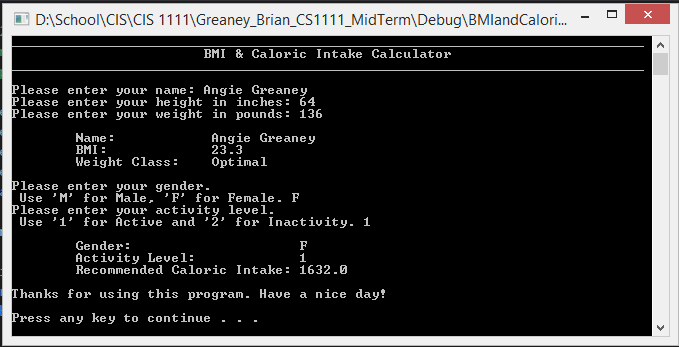 D:\School\CIS\CIS 1111\Greaney_Brian_CS1111_MidTerm\Debug\BMIandCalori...
BMI & Caloric Intake Calculator
Please enter your name: Angie Greaney
Please enter your height in inches: 64
Please enter your weight in pounds: 136
Name: Angie Greaney
BMI: 23.3
Weight Class: Optimal
Please enter your gender.
Use 'M' for Male, 'F' for Female. F
Please enter your activity level.
Use '1' for Active and '2' for Inactivity. 1
Gender: F
Activity Level: 1
Recommended Caloric Intake: 1632.0
Thanks for using this program. Have a nice day!
Press any key to continue . . .